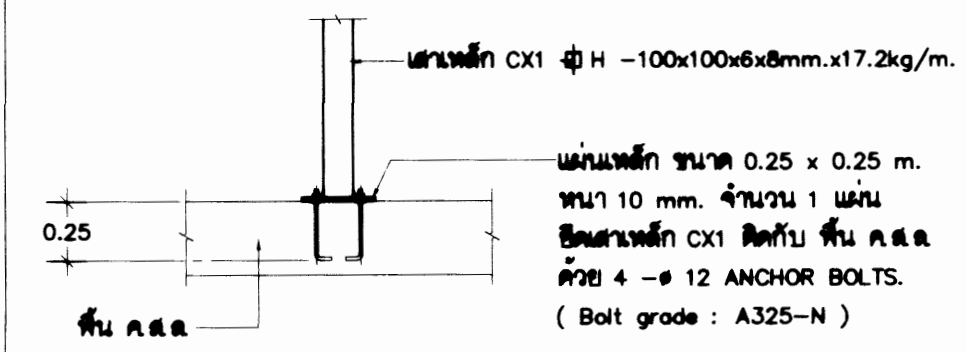 เสาเหล็ก CX1 H -100x100x6x8mm.x17.2kg/m.
แผ่นเหล็ก ขนาด 0.25 x 0.25 m.
หนา 10 mm. จำนวน 1 แผ่น
ยึดเสาเหล็ก CX1 ติดกับ พื้น ค.ส.ล
ด้วย 4 -ø 12 ANCHOR BOLTS.
( Bolt grade : A325-N )
0.25
พื้น ค.ส.ล